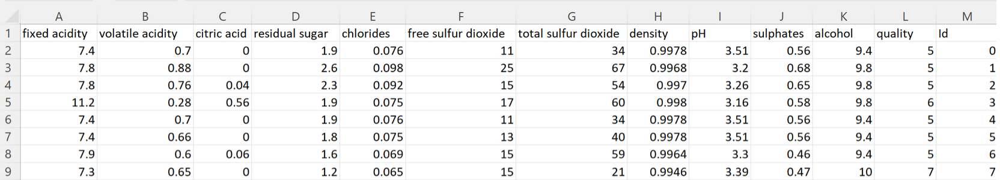 A B C D E F G H I J K L M
1 fixed acidity volatile acidity citric acid residual sugar chlorides free sulfur dioxide total sulfur dioxide density pH sulphates alcohol quality Id
2 7.4 0.7 0 1.9 0.076 11 34 0.9978 3.51 0.56 9.4 5 0
3 7.8 0.88 0 2.6 0.098 25 67 0.9968 3.2 0.68 9.8 5 1
4 7.8 0.76 0.04 2.3 0.092 15 54 0.997 3.26 0.65 9.8 5 2
5 11.2 0.28 0.56 1.9 0.075 17 60 0.998 3.16 0.58 9.8 6 3
6 7.4 0.7 0 1.9 0.076 11 34 0.9978 3.51 0.56 9.4 5 4
7 7.4 0.66 0 1.8 0.075 13 40 0.9978 3.51 0.56 9.4 5 5
8 7.9 0.6 0.06 1.6 0.069 15 59 0.9964 3.3 0.46 9.4 5 6
9 7.3 0.65 0 1.2 0.065 15 21 0.9946 3.39 0.47 10 7 7